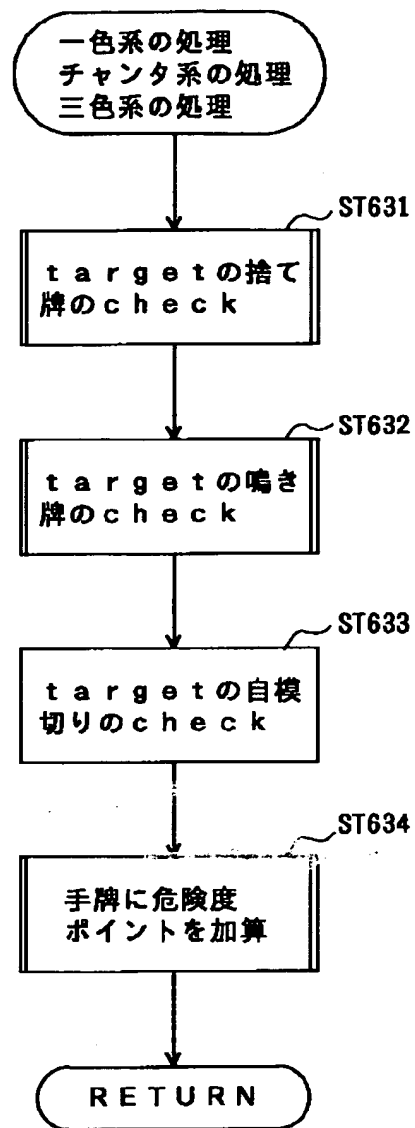 一色系の処理
チャンタ系の処理
三色系の処理
ST631
ｔａｒｇｅｔの捨て
牌のｃｈｅｃｋ
ST632
ｔａｒｇｅｔの鳴き
牌のｃｈｅｃｋ
ST633
ｔａｒｇｅｔの自模
切りのｃｈｅｃｋ
ST634
手牌に危険度
ポイントを加算
ＲＥＴＵＲＮ